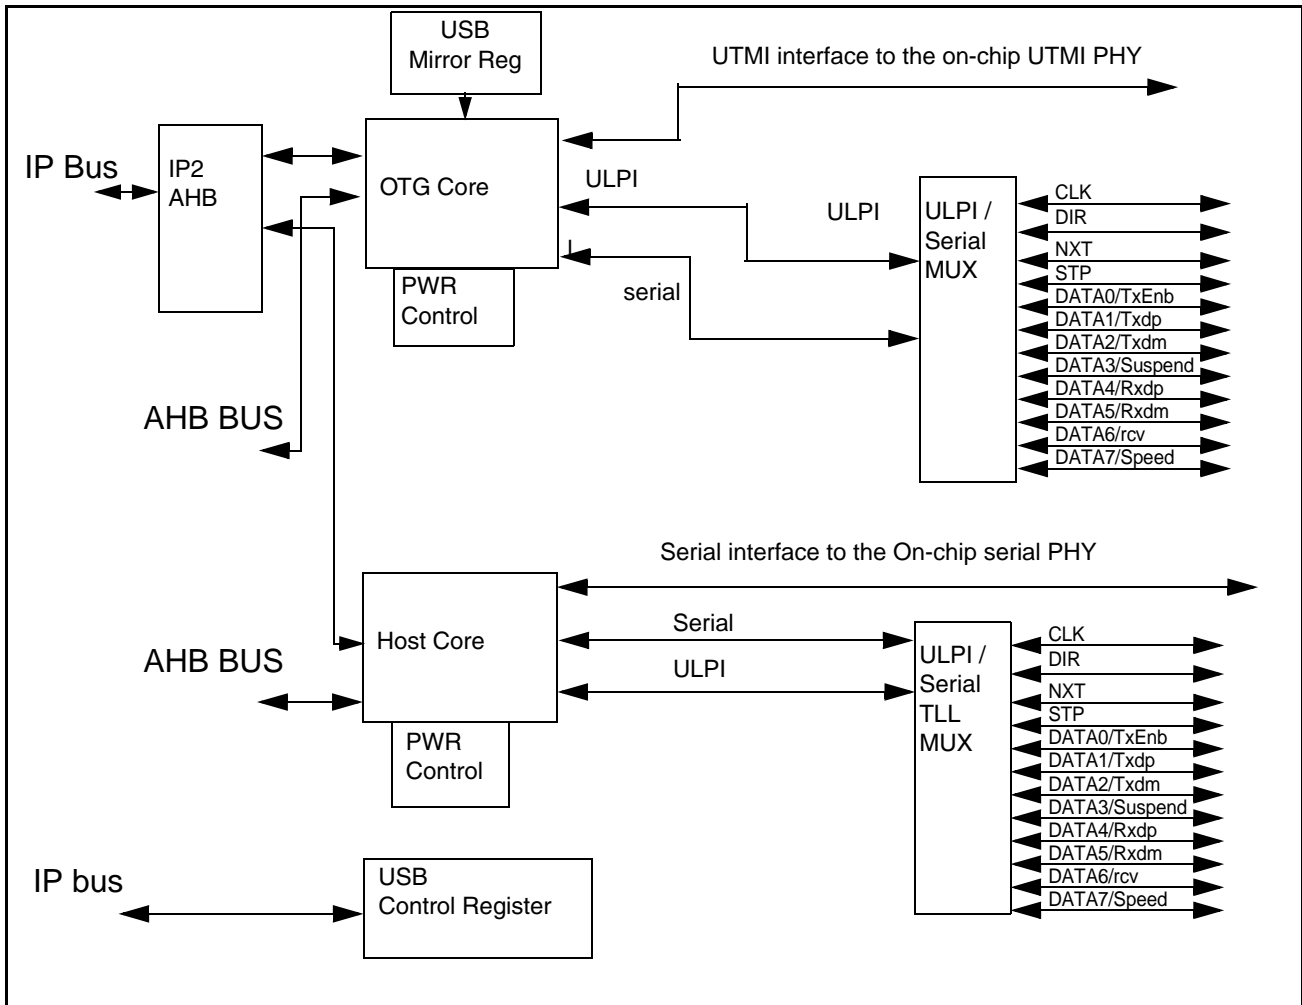 USB
Mirror Reg
UTMI interface to the on-chip UTMI PHY
IP Bus
IP2
AHB
OTG Core
ULPI
ULPI
L
serial
PWR
Control
ULPI /
Serial
MUX
CLK
DIR
NXT
STP
DATA0/TxEnb
DATA1/Txdp
DATA2/Txdm
DATA3/Suspend
DATA4/Rxdp
DATA5/Rxdm
DATA6/rcv
DATA7/Speed
AHB BUS
Serial interface to the On-chip serial PHY
Host Core
Serial
ULPI
AHB BUS
PWR
Control
ULPI /
Serial
TLL
MUX
CLK
DIR
NXT
STP
DATA0/TxEnb
DATA1/Txdp
DATA2/Txdm
DATA3/Suspend
DATA4/Rxdp
DATA5/Rxdm
DATA6/rcv
DATA7/Speed
IP bus
USB
Control Register